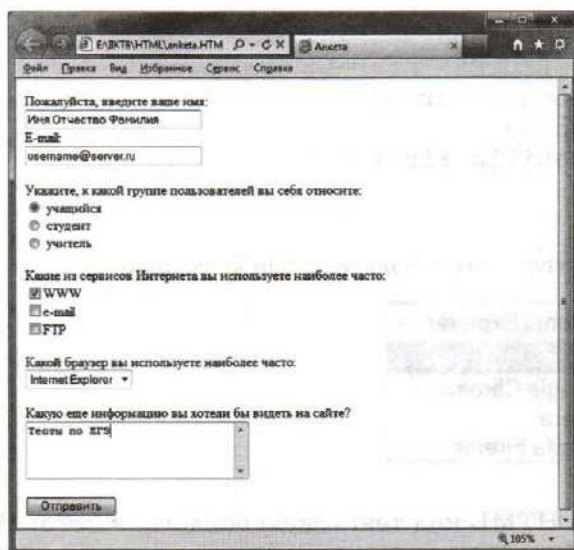 E:\ИКТ8\HTML\anketa.HTM
Анкета
Файл Правка Вид Избранное Сервис Справка
Пожалуйста, введите ваше имя:
Имя Отчество Фамилия
E-mail:
username@server.ru
Укажите, к какой группе пользователей вы себя относите:
учащийся
студент
учитель
Какие из сервисов Интернета вы используете наиболее часто:
WWW
e-mail
FTP
Какой браузер вы используете наиболее часто:
Internet Explorer
Какую еще информацию вы хотели бы видеть на сайте?
Тесты по ЕГЭ
Отправить
105%